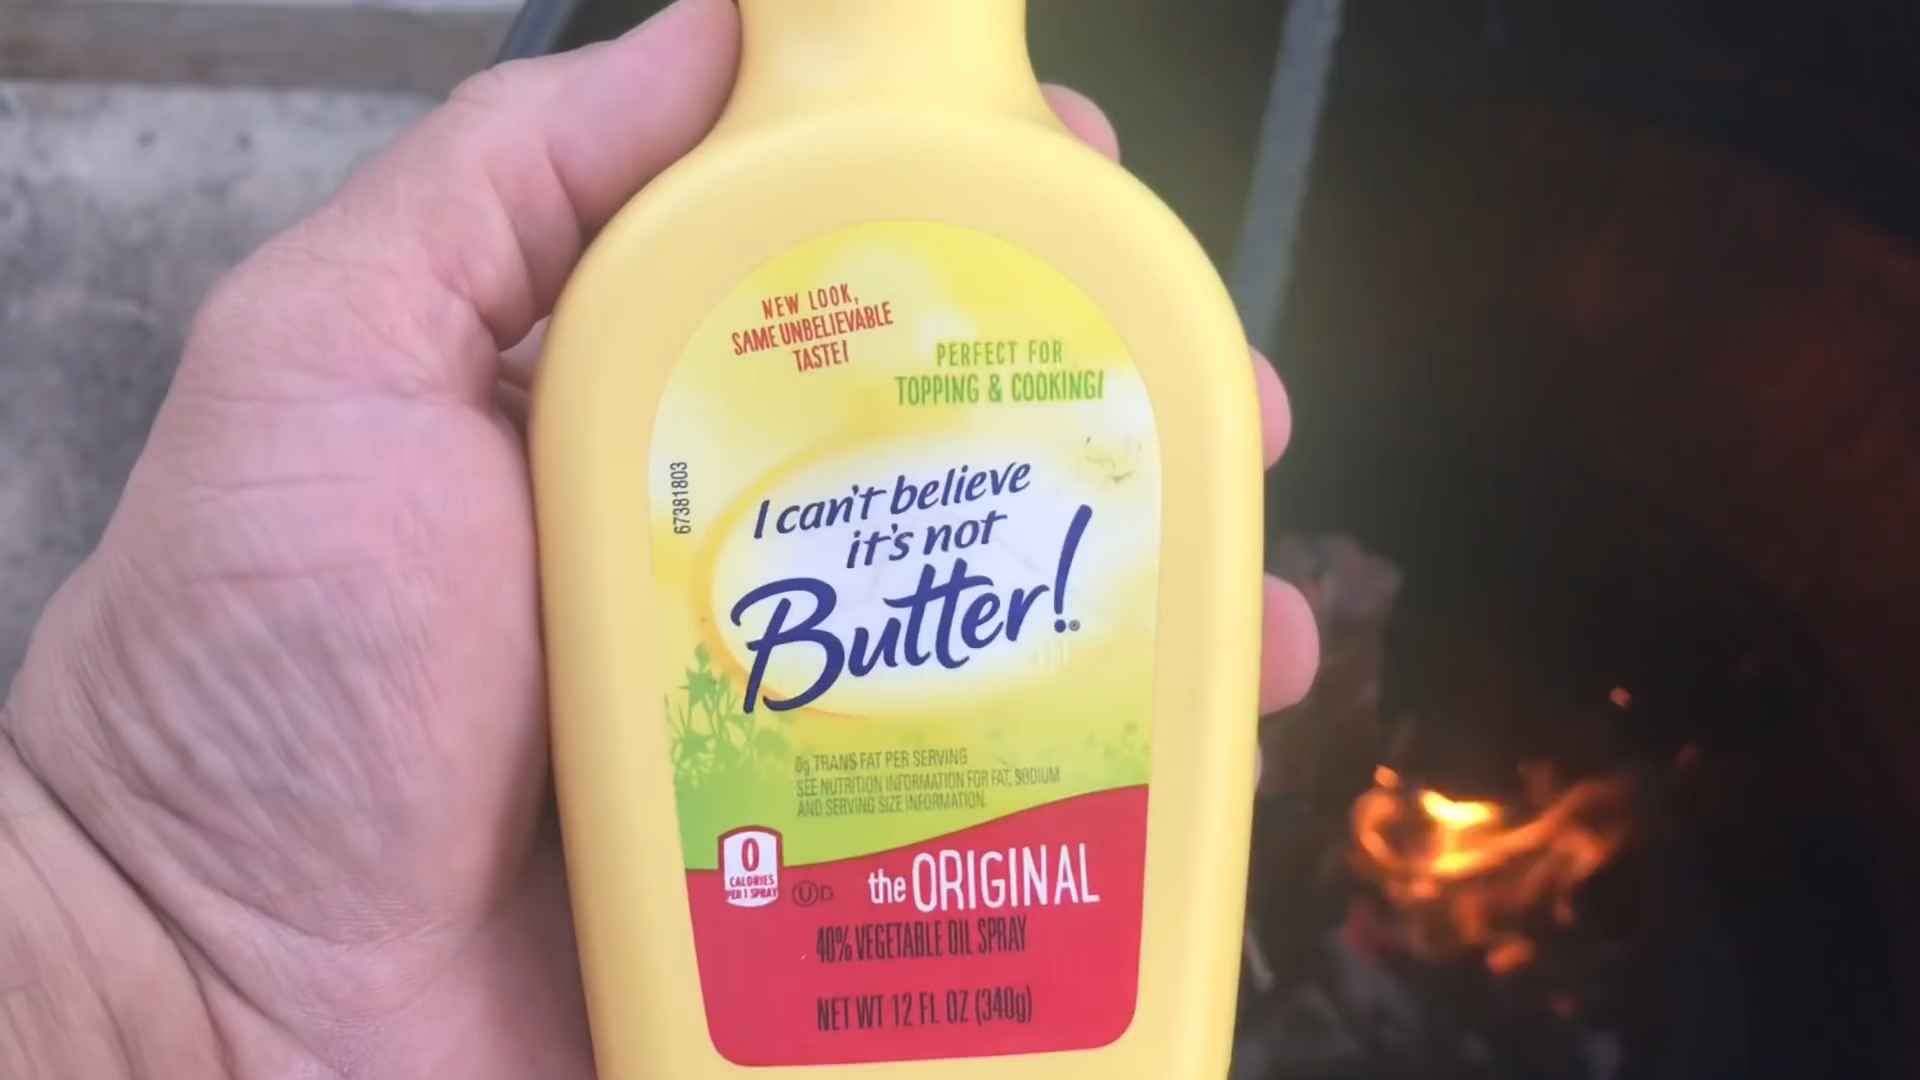 NEW LOOK,
SAME UNBELIEVABLE
TASTE!
PERFECT FOR
TOPPING & COOKING!
67381803
I can't believe
it's not
Butter!®
0g TRANS FAT PER SERVING
SEE NUTRITION INFORMATION FOR FAT, SODIUM
AND SERVING SIZE INFORMATION.
0
CALORIES
PER 1 SPRAY
U D
the ORIGINAL
40% VEGETABLE OIL SPRAY
NET WT 12 FL OZ (340g)